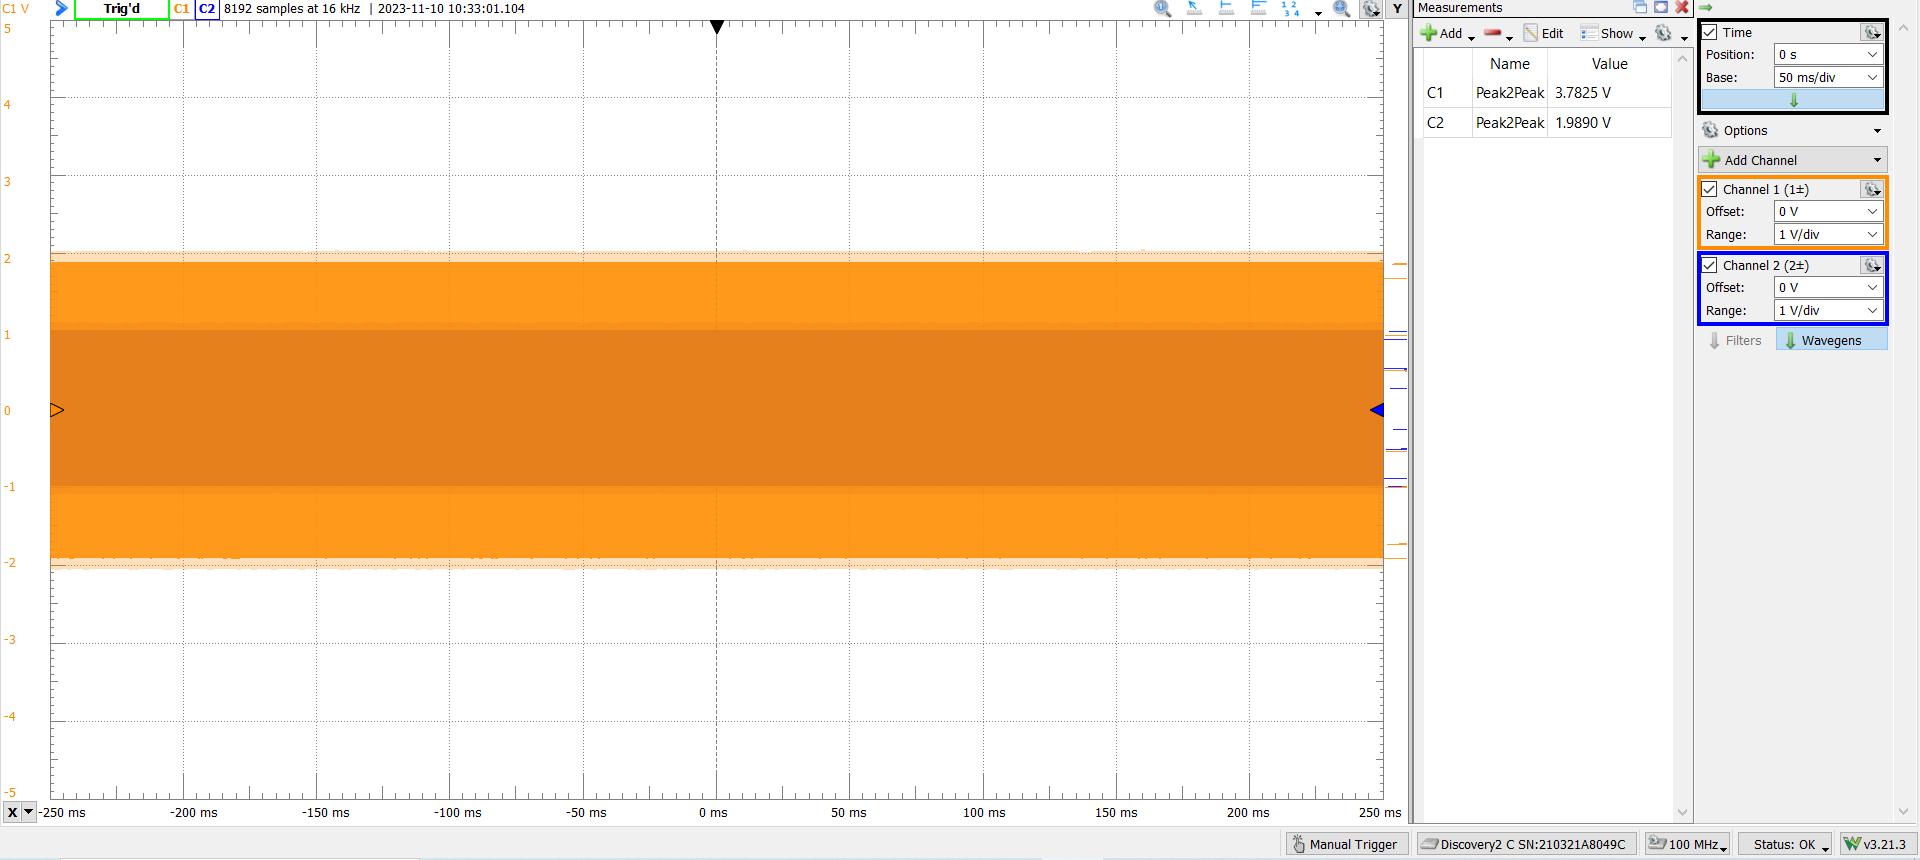 C1 V
Trig'd C1 C2 8192 samples at 16 kHz | 2023-11-10 10:33:01.104
1 2
3 4
Y
5
4
3
2
1
0
-1
-2
-3
-4
-5
X
-250 ms -200 ms -150 ms -100 ms -50 ms 0 ms 50 ms 100 ms 150 ms 200 ms 250 ms
Measurements
Add Edit Show
Name Value
C1 Peak2Peak 3.7825 V
C2 Peak2Peak 1.9890 V
Time
Position: 0 s
Base: 50 ms/div
Options
Add Channel
Channel 1 (1±)
Offset: 0 V
Range: 1 V/div
Channel 2 (2±)
Offset: 0 V
Range: 1 V/div
Filters Wavegens
Manual Trigger Discovery2 C SN:210321A8049C 100 MHz Status: OK v3.21.3